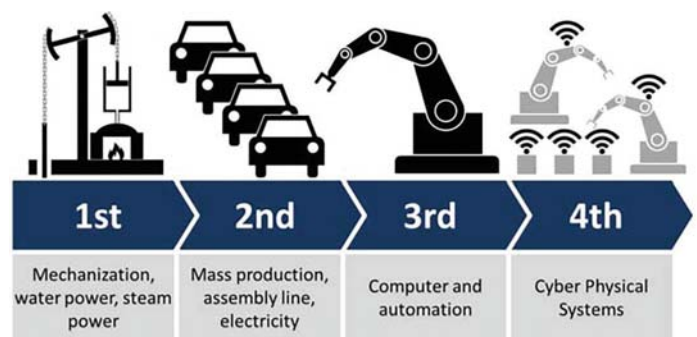 1st
2nd
3rd
4th
Mechanization,
water power, steam
power
Mass production,
assembly line,
electricity
Computer and
automation
Cyber Physical
Systems